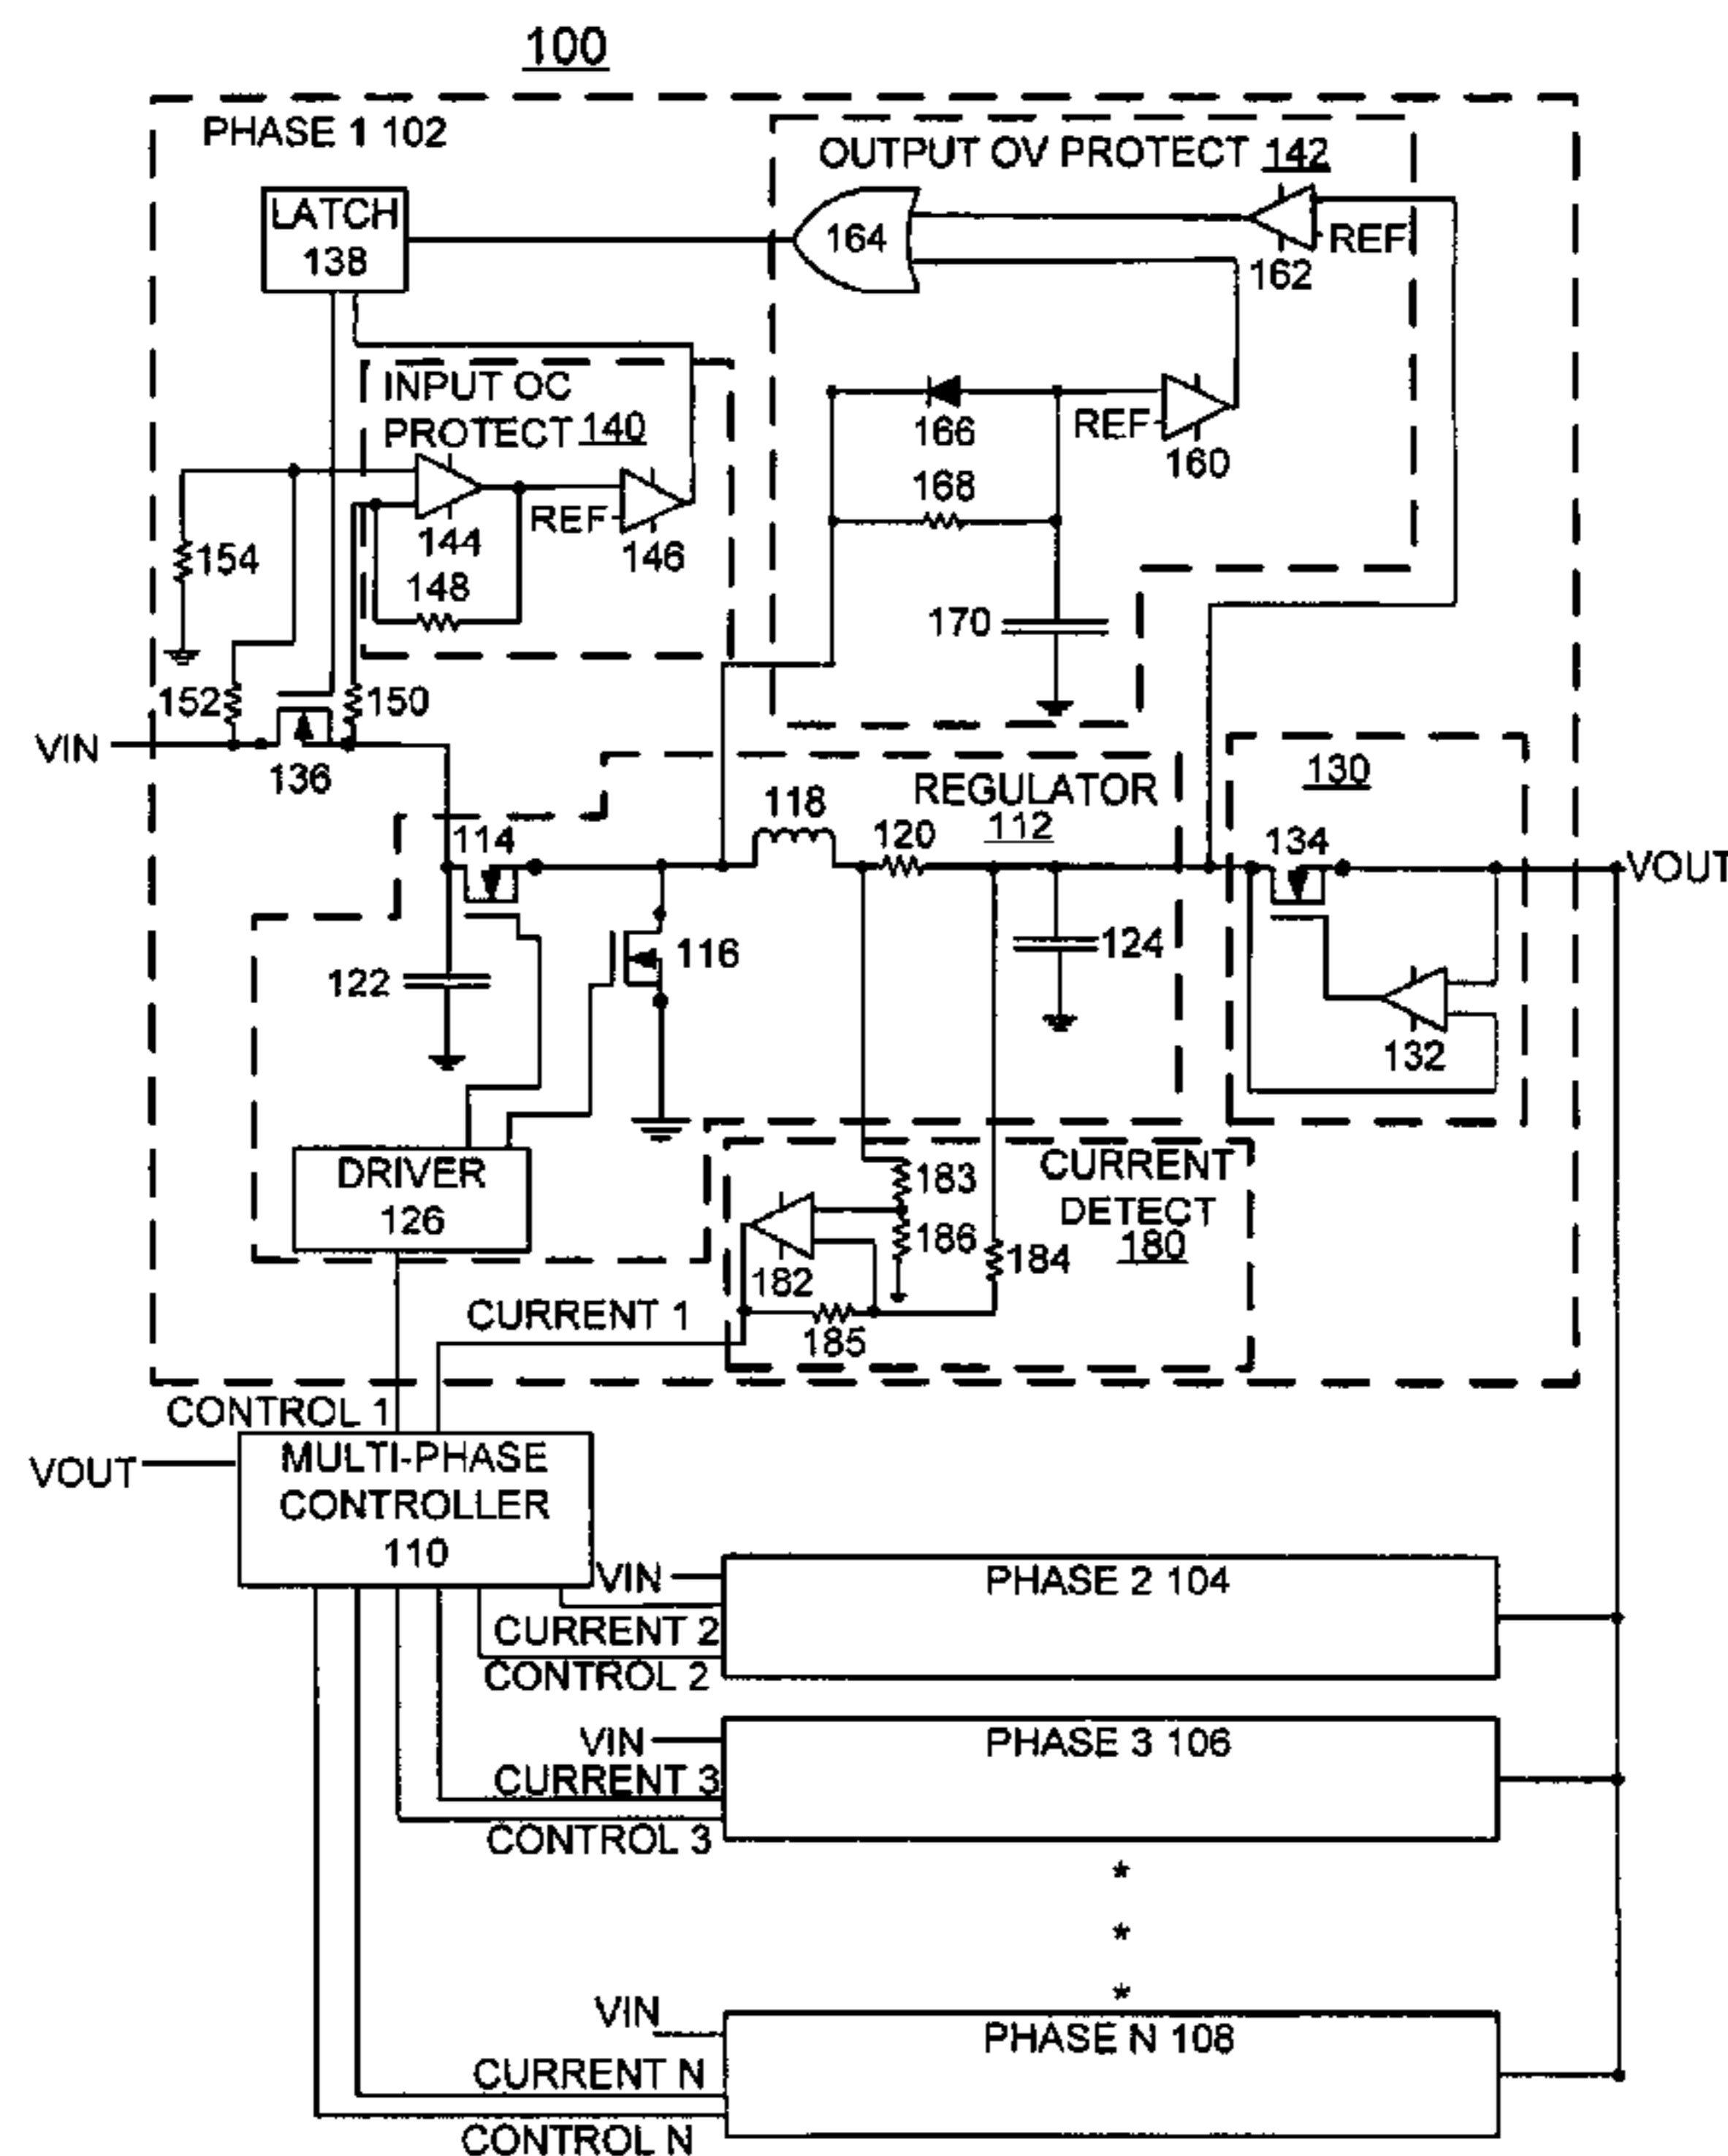 100
PHASE 1 102
OUTPUT OV PROTECT 142
LATCH
138
164
REF
162
INPUT OC
PROTECT 140
166
REF
160
168
REF
144
146
154
148
170
152
150
VIN
136
REGULATOR
112
118
120
130
114
134
VOUT
116
124
122
132
DRIVER
126
CURRENT
DETECT
180
183
186
184
182
185
CURRENT 1
CONTROL 1
VOUT
MULTI-PHASE
CONTROLLER
110
VIN
PHASE 2 104
CURRENT 2
CONTROL 2
VIN
PHASE 3 106
CURRENT 3
CONTROL 3
*
*
*
VIN
PHASE N 108
CURRENT N
CONTROL N